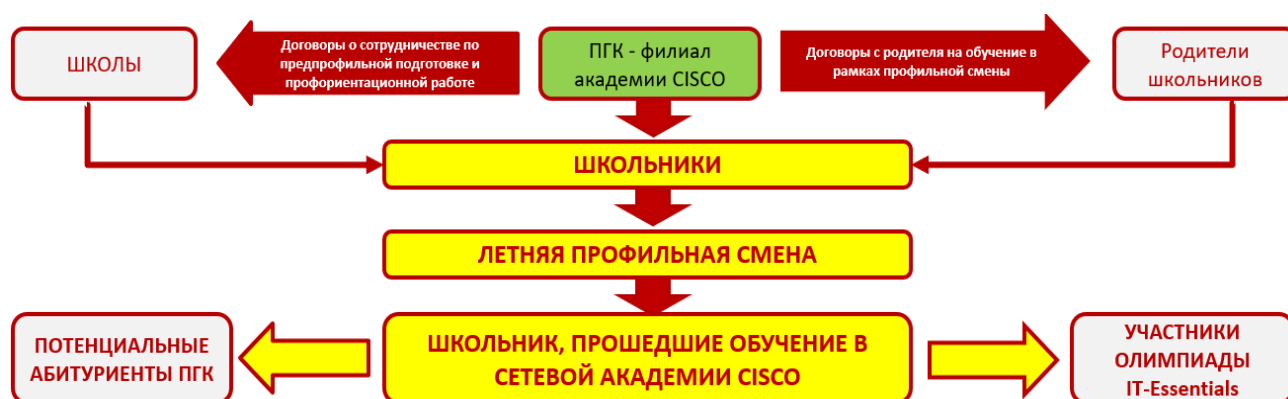 ШКОЛЫ
Договоры о сотрудничестве по
предпрофильной подготовке и
профориентационной работе
ПГК - филиал
академии CISCO
Договоры с родителя на обучение в
рамках профильной смены
Родители
школьников
ШКОЛЬНИКИ
ЛЕТНЯЯ ПРОФИЛЬНАЯ СМЕНА
ПОТЕНЦИАЛЬНЫЕ
АБИТУРИЕНТЫ ПГК
ШКОЛЬНИК, ПРОШЕДШИЕ ОБУЧЕНИЕ В
СЕТЕВОЙ АКАДЕМИИ CISCO
УЧАСТНИКИ
ОЛИМПИАДЫ
IT-Essentials